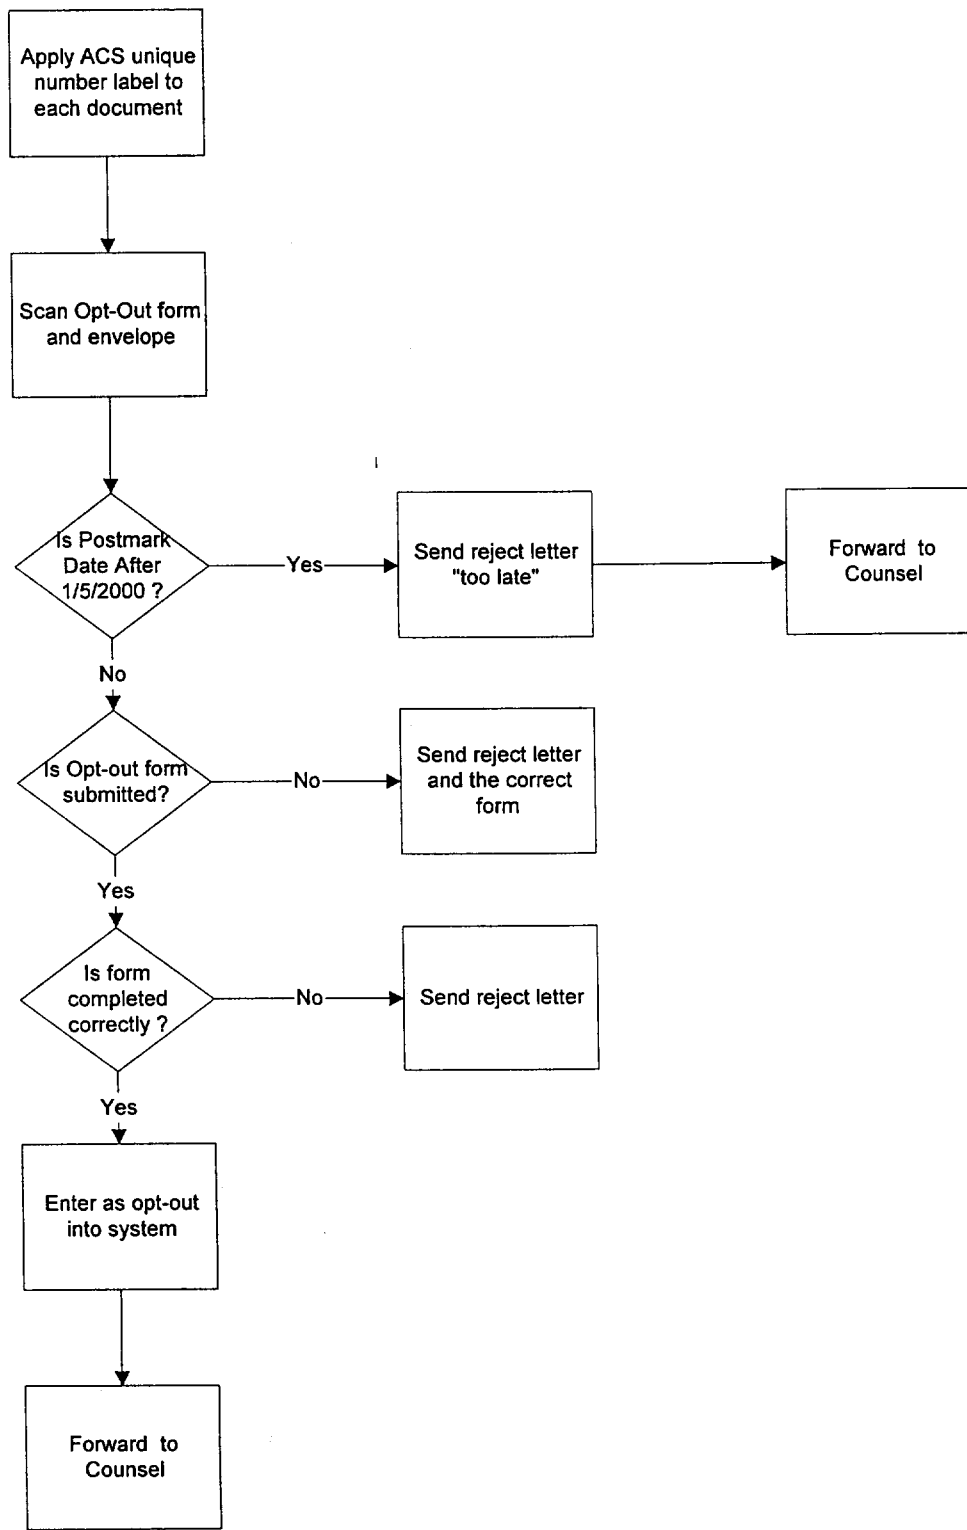 Apply ACS unique
number label to
each document
Scan Opt-Out form
and envelope
Is Postmark
Date After
1/5/2000 ?
Yes
Send reject letter
"too late"
Forward to
Counsel
No
Is Opt-out form
submitted?
No
Send reject letter
and the correct
form
Yes
Is form
completed
correctly ?
No
Send reject letter
Yes
Enter as opt-out
into system
Forward to
Counsel